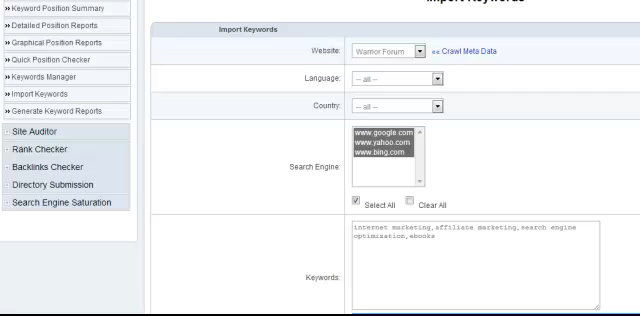 Import Keywords
» Keyword Position Summary
» Detailed Position Reports
» Graphical Position Reports
» Quick Position Checker
» Keywords Manager
» Import Keywords
» Generate Keyword Reports
Site Auditor
Rank Checker
Backlinks Checker
Directory Submission
Search Engine Saturation
Import Keywords
Website: Warrior Forum «« Crawl Meta Data
Language: -- all --
Country: -- all --
Search Engine:
www.google.com
www.yahoo.com
www.bing.com
Select All Clear All
Keywords:
internet marketing,affiliate marketing,search engine
optimization,ebooks